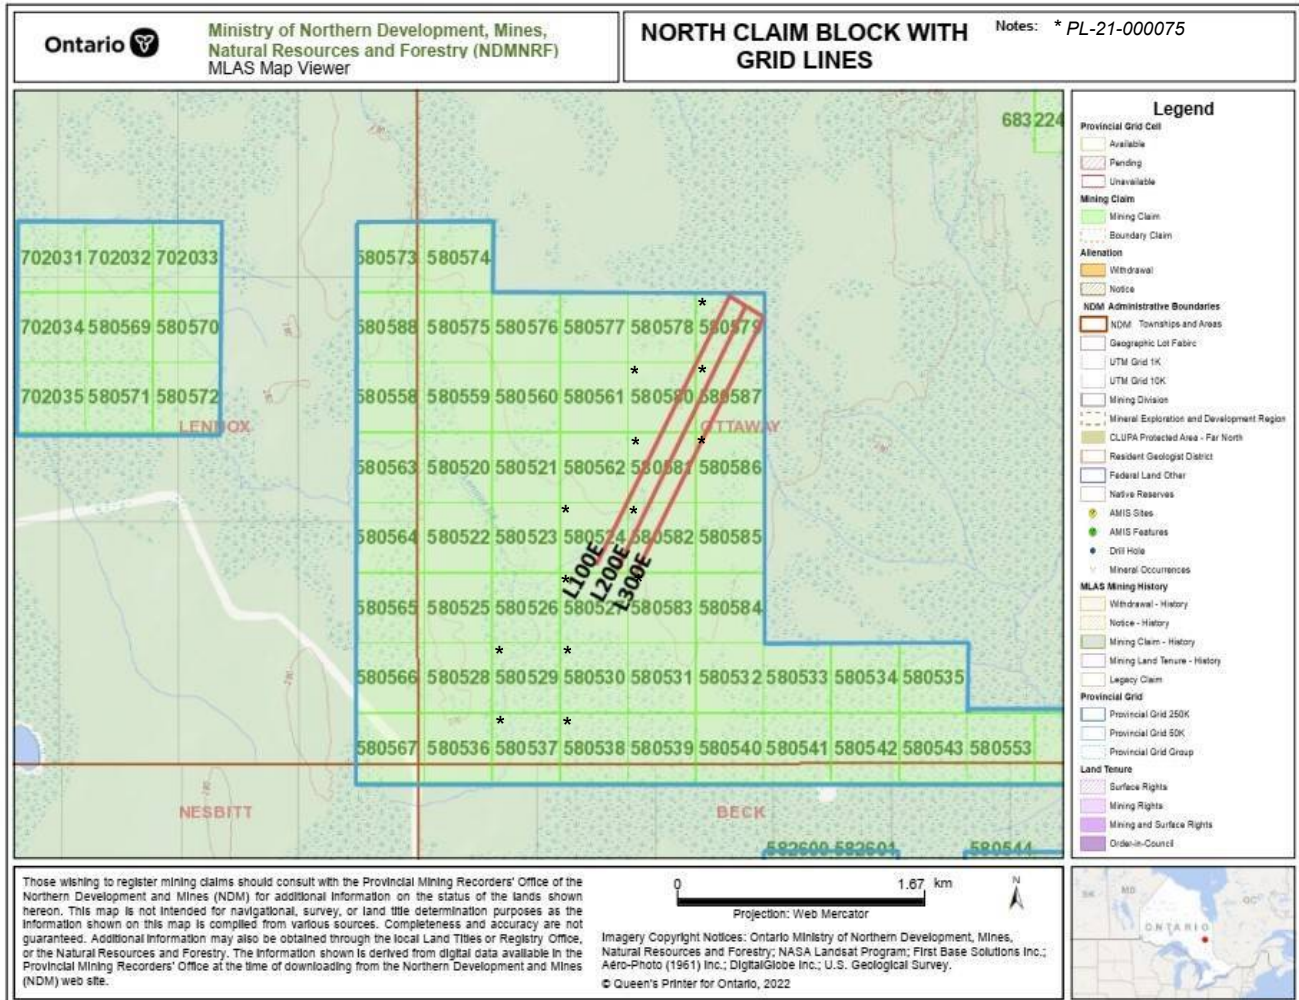 Ontario
Ministry of Northern Development, Mines,
Natural Resources and Forestry (NDMNRF)
MLAS Map Viewer
NORTH CLAIM BLOCK WITH
GRID LINES
Notes: * PL-21-000075
683224
702031 702032 702033
580573 580574
702034 580569 580570
580588 580575 580576 580577 580578 580579
702035 580571 580572
580558 580559 580560 580561 580580 580587
LENNOX
OTTAWAY
580563 580520 580521 580562 580581 580586
580564 580522 580523 580524 580582 580585
L100E
L200E
L300E
580565 580525 580526 580527 580583 580584
580566 580528 580529 580530 580531 580532 580533 580534 580535
580567 580536 580537 580538 580539 580540 580541 580542 580543 580553
NESBITT
BECK
582600 582601
580544
Legend
Provincial Grid Cell
Available
Pending
Unavailable
Mining Claim
Mining Claim
Boundary Claim
Alienation
Withdrawal
Notice
NDM Administrative Boundaries
NDM Townships and Areas
Geographic Lot Fabirc
UTM Grid 1K
UTM Grid 10K
Mining Division
Mineral Exploration and Development Region
CLUPA Protected Area - Far North
Resident Geologist District
Federal Land Other
Native Reserves
AMIS Sites
AMIS Features
Drill Hole
Mineral Occurrences
MLAS Mining History
Withdrawal - History
Notice - History
Mining Claim - History
Mining Land Tenure - History
Legacy Claim
Provincial Grid
Provincial Grid 250K
Provincial Grid 50K
Provincial Grid Group
Land Tenure
Surface Rights
Mining Rights
Mining and Surface Rights
Order-in-Council
Those wishing to register mining claims should consult with the Provincial Mining Recorders' Office of the
Northern Development and Mines (NDM) for additional information on the status of the lands shown
hereon. This map is not intended for navigational, survey, or land title determination purposes as the
information shown on this map is compiled from various sources. Completeness and accuracy are not
guaranteed. Additional information may also be obtained through the local Land Titles or Registry Office,
or the Natural Resources and Forestry. The information shown is derived from digital data available in the
Provincial Mining Recorders' Office at the time of downloading from the Northern Development and Mines
(NDM) web site.
0 1.67 km
Projection: Web Mercator
N
Imagery Copyright Notices: Ontario Ministry of Northern Development, Mines,
Natural Resources and Forestry; NASA Landsat Program; First Base Solutions Inc.;
Aéro-Photo (1961) Inc.; DigitalGlobe Inc.; U.S. Geological Survey.
© Queen's Printer for Ontario, 2022
MB
ONTARIO